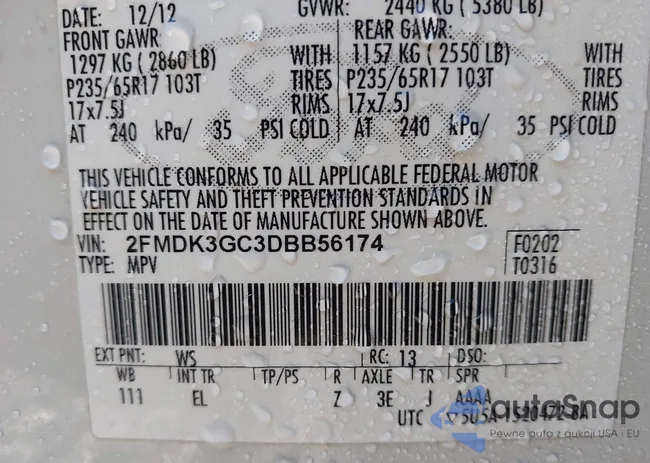 DATE: 12/12 GVWR: 2440 KG ( 5380 LB)
FRONT GAWR: REAR GAWR:
1297 KG ( 2860 LB) WITH 1157 KG ( 2550 LB) WITH
P235/65R17 103T TIRES P235/65R17 103T TIRES
17x7.5J RIMS 17x7.5J RIMS
AT 240 kPa/ 35 PSI COLD AT 240 kPa/ 35 PSI COLD
THIS VEHICLE CONFORMS TO ALL APPLICABLE FEDERAL MOTOR
VEHICLE SAFETY AND THEFT PREVENTION STANDARDS IN
EFFECT ON THE DATE OF MANUFACTURE SHOWN ABOVE.
VIN: 2FMDK3GC3DBB56174 F0202
TYPE: MPV T0316
EXT PNT: WS RC: 13 DSO:
WB INT TR TP/PS R AXLE TR SPR
111 EL Z 3E J AAAA
UTC 5U5A-1520472-BA
autoSnap
Pewne auta z aukcji USA i EU